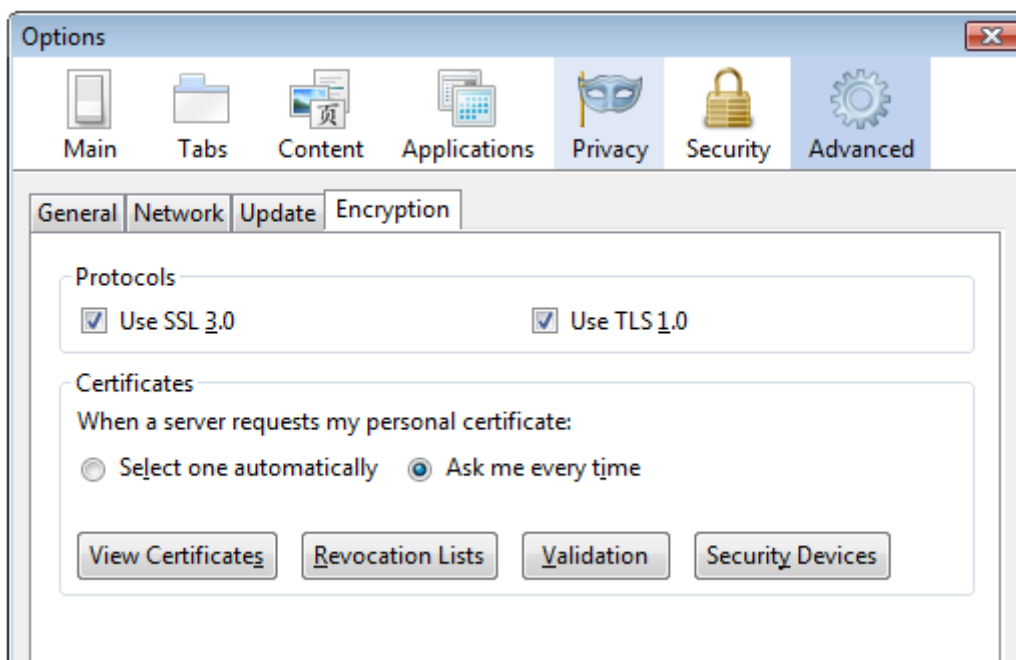 Options
Main Tabs Content Applications Privacy Security Advanced
页
General Network Update Encryption
Protocols
Use SSL 3.0 Use TLS 1.0
Certificates
When a server requests my personal certificate:
Select one automatically Ask me every time
View Certificates Revocation Lists Validation Security Devices